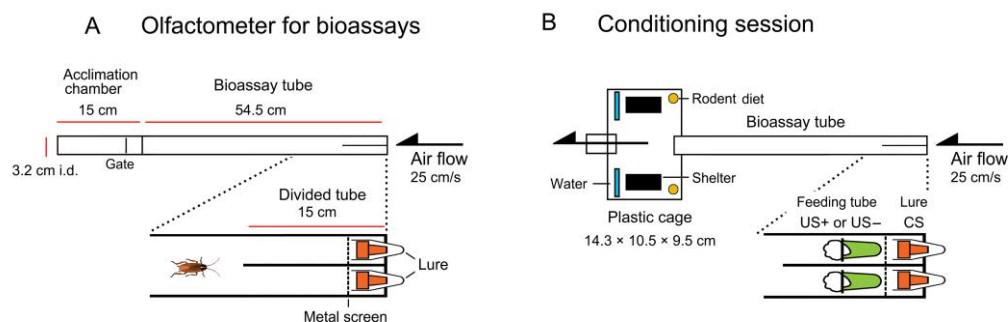 A Olfactometer for bioassays
Acclimation
chamber
15 cm
Bioassay tube
54.5 cm
3.2 cm i.d.
Gate
Air flow
25 cm/s
Divided tube
15 cm
Lure
Metal screen
B Conditioning session
Rodent diet
Bioassay tube
Air flow
25 cm/s
Water
Shelter
Plastic cage
14.3 × 10.5 × 9.5 cm
Feeding tube
US+ or US–
Lure
CS